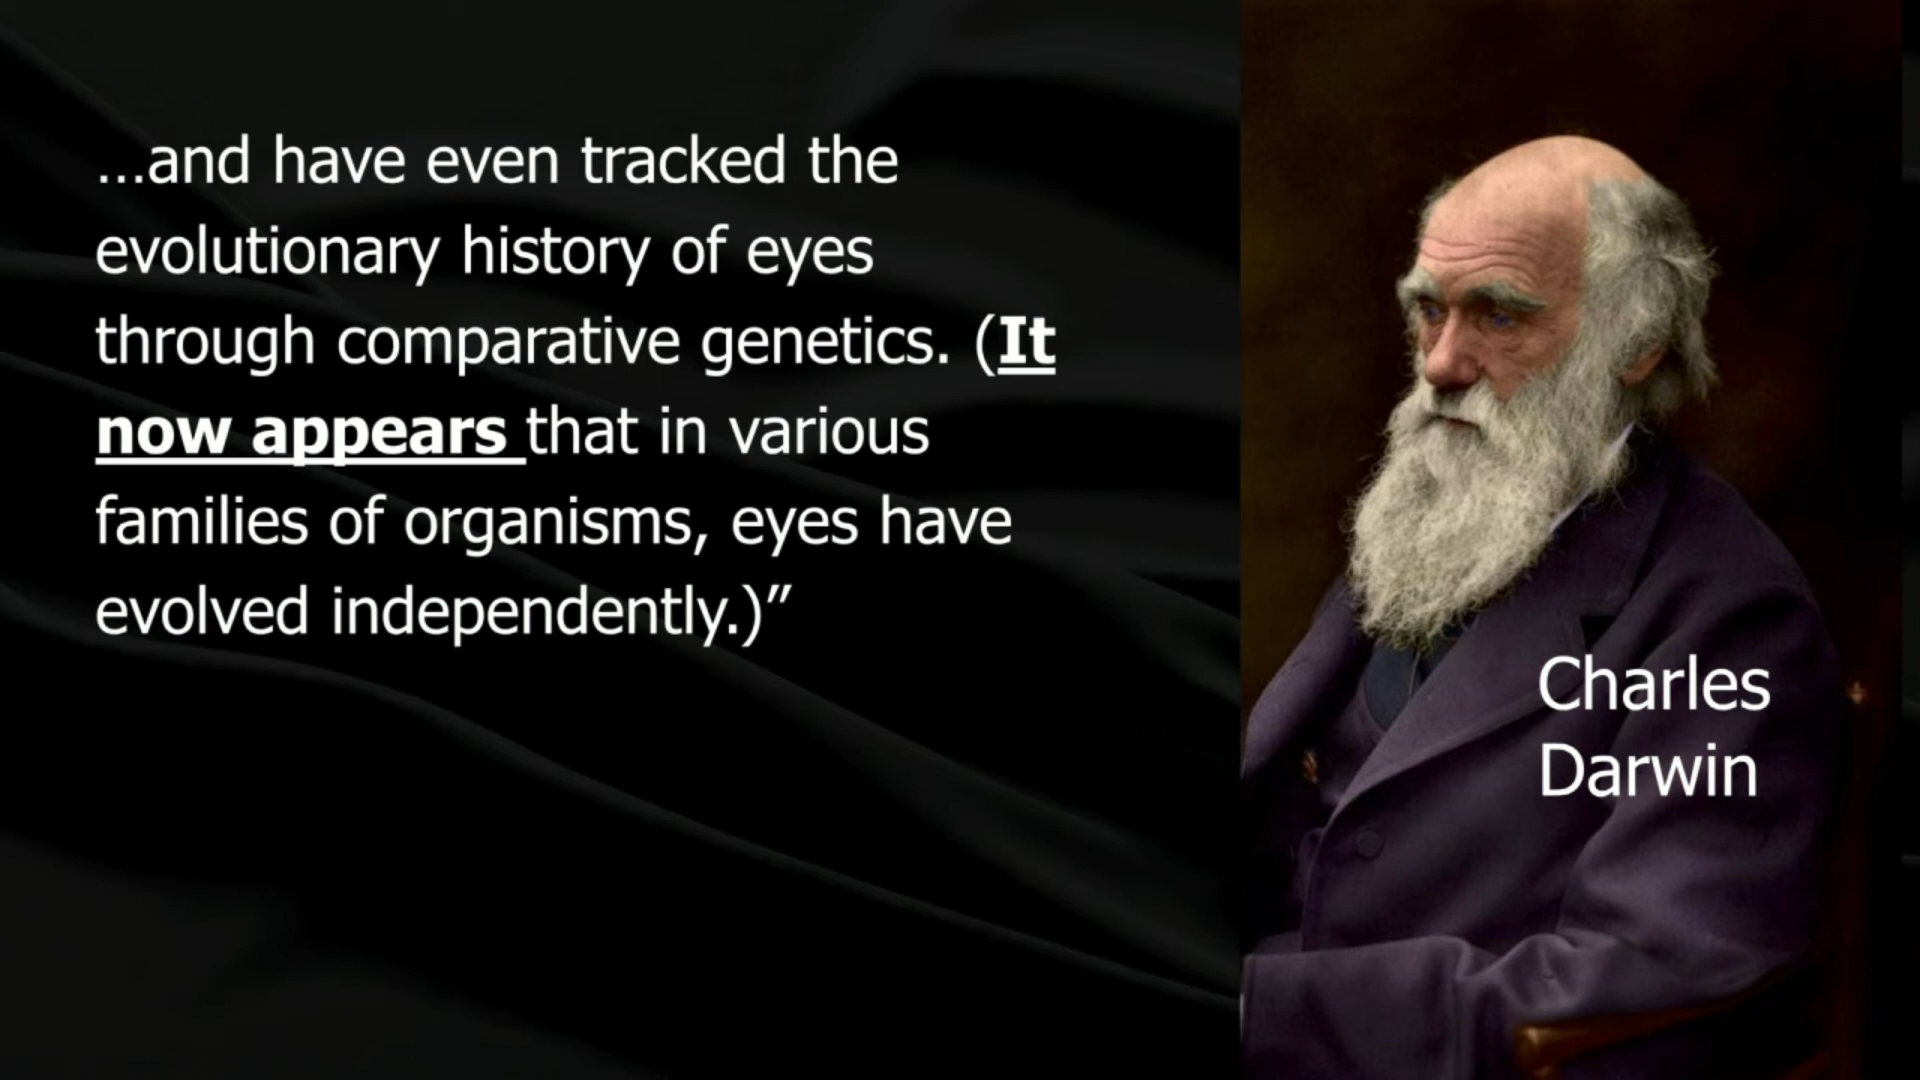 ...and have even tracked the
evolutionary history of eyes
through comparative genetics. (It
now appears that in various
families of organisms, eyes have
evolved independently.)”
Charles
Darwin